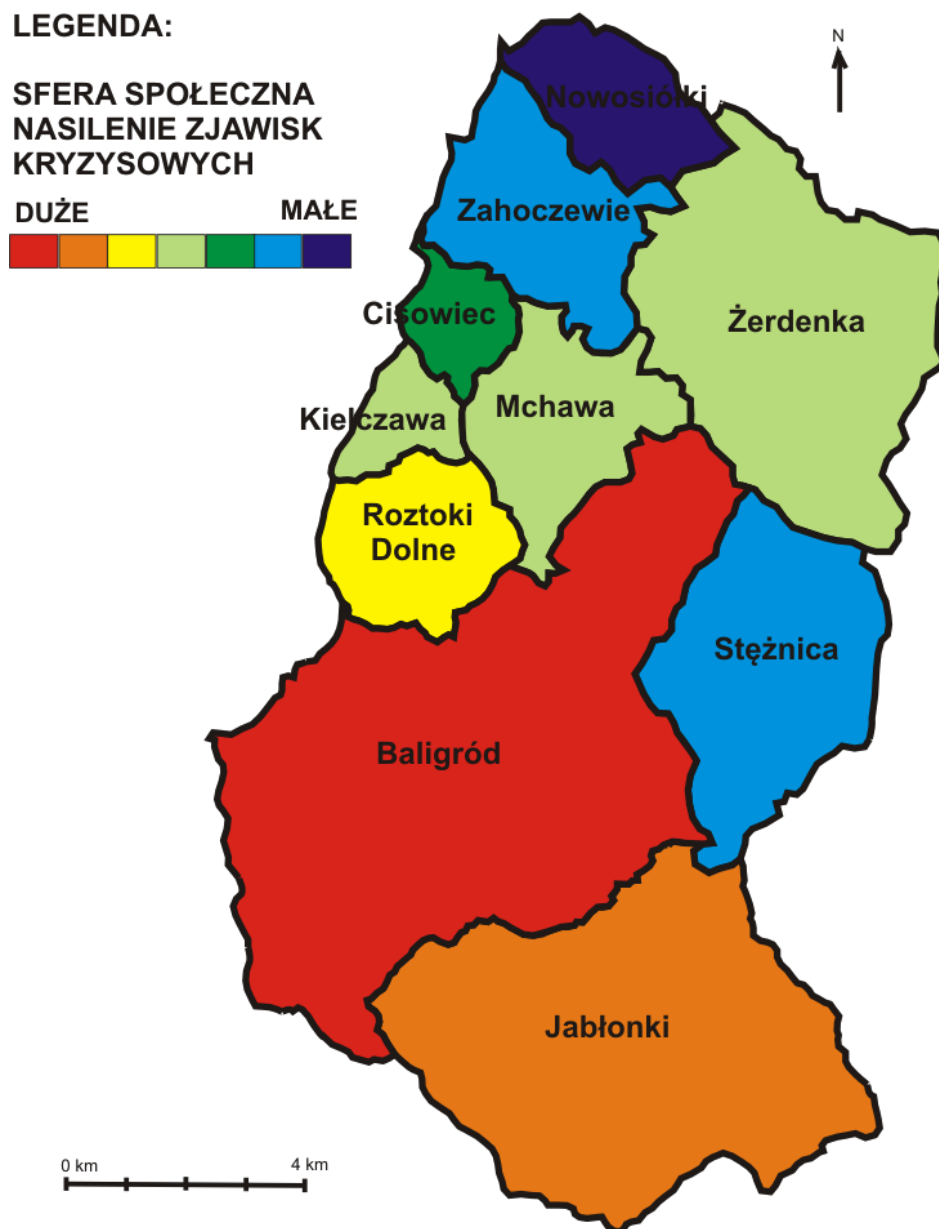 LEGENDA:
SFERA SPOŁECZNA
NASILENIE ZJAWISK
KRYZYSOWYCH
DUŻE MAŁE
N
Nowosiółki
Zahoczewie
Cisowiec
Żerdenka
Kielczawa
Mchawa
Roztoki
Dolne
Stężnica
Baligród
Jabłonki
0 km 4 km